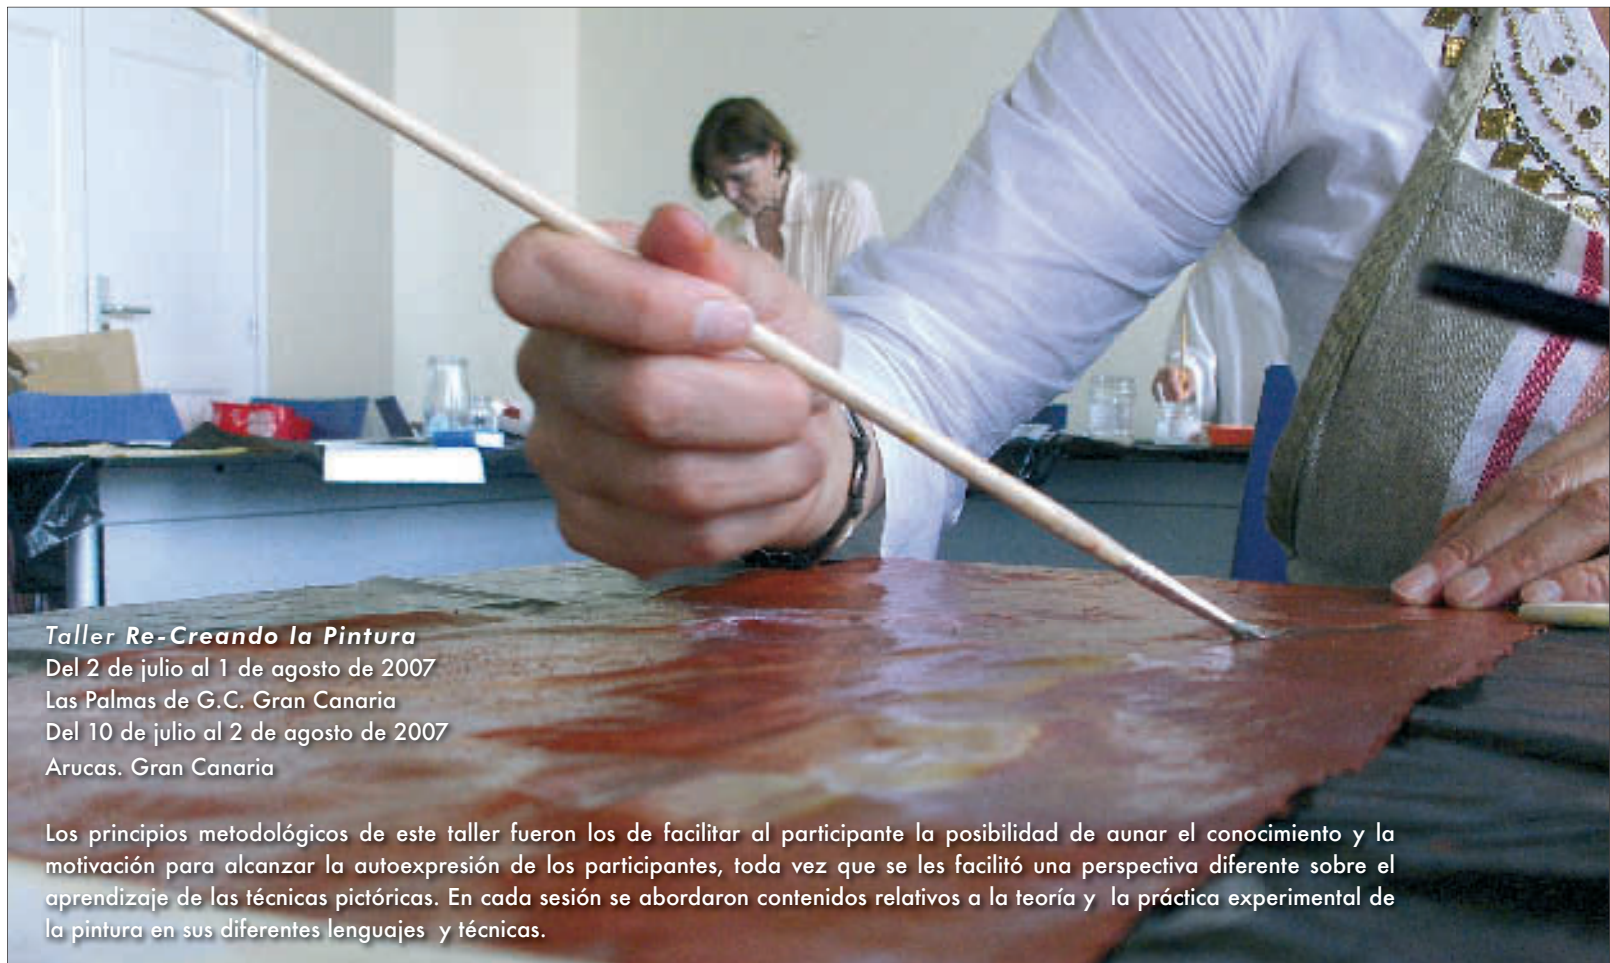 Taller Re-Creando la Pintura
Del 2 de julio al 1 de agosto de 2007
Las Palmas de G.C. Gran Canaria
Del 10 de julio al 2 de agosto de 2007
Arucas. Gran Canaria
Los principios metodológicos de este taller fueron los de facilitar al participante la posibilidad de aunar el conocimiento y la
motivación para alcanzar la autoexpresión de los participantes, toda vez que se les facilitó una perspectiva diferente sobre el
aprendizaje de las técnicas pictóricas. En cada sesión se abordaron contenidos relativos a la teoría y  la práctica experimental de
la pintura en sus diferentes lenguajes  y técnicas.